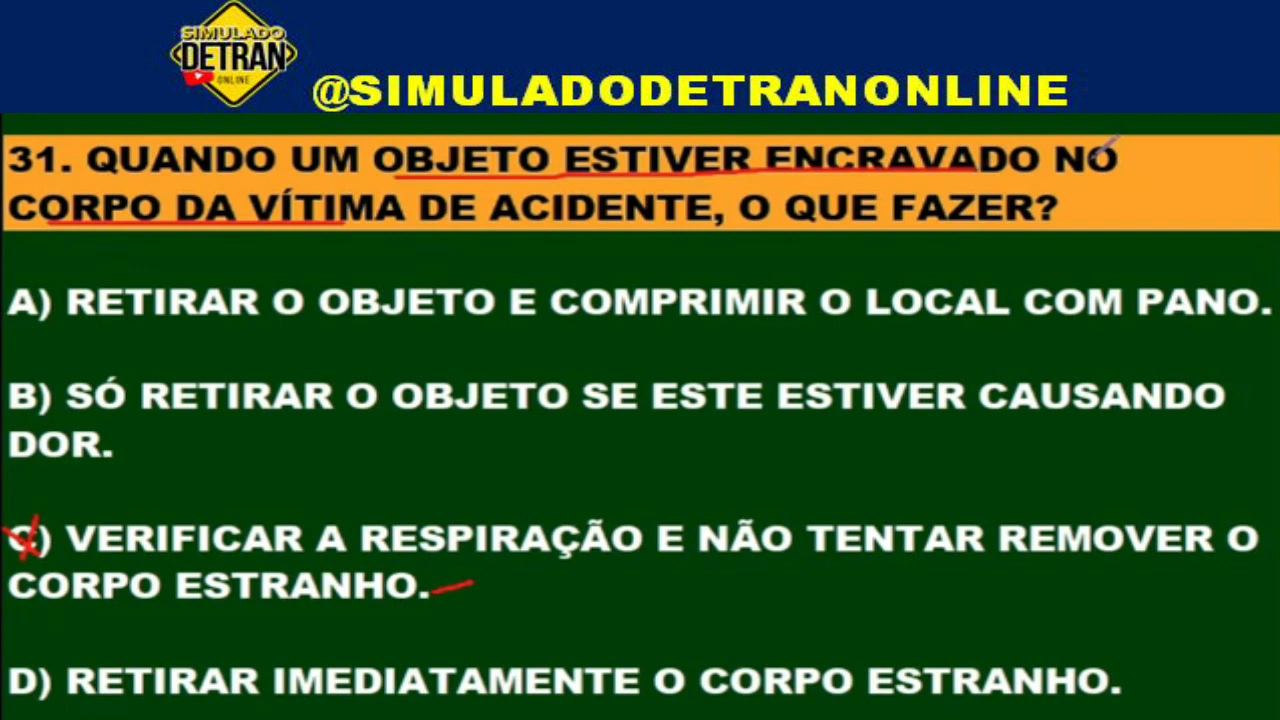 SIMULADO
DETRAN
ONLINE
@SIMULADODETRANONLINE
31. QUANDO UM OBJETO ESTIVER ENCRAVADO NO
CORPO DA VÍTIMA DE ACIDENTE, O QUE FAZER?
A) RETIRAR O OBJETO E COMPRIMIR O LOCAL COM PANO.
B) SÓ RETIRAR O OBJETO SE ESTE ESTIVER CAUSANDO
DOR.
C) VERIFICAR A RESPIRAÇÃO E NÃO TENTAR REMOVER O
CORPO ESTRANHO.
D) RETIRAR IMEDIATAMENTE O CORPO ESTRANHO.